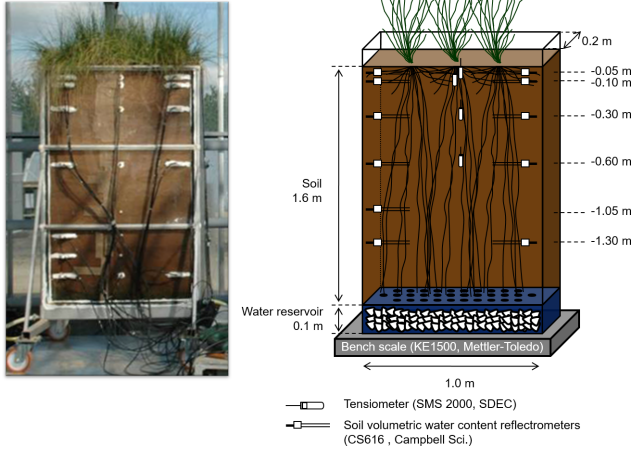 0.2 m
-0.05 m
-0.10 m
-0.30 m
-0.60 m
Soil
1.6 m
-1.05 m
-1.30 m
Water reservoir
0.1 m
Bench scale (KE1500, Mettler-Toledo)
1.0 m
Tensiometer (SMS 2000, SDEC)
Soil volumetric water content reflectrometers
(CS616 , Campbell Sci.)